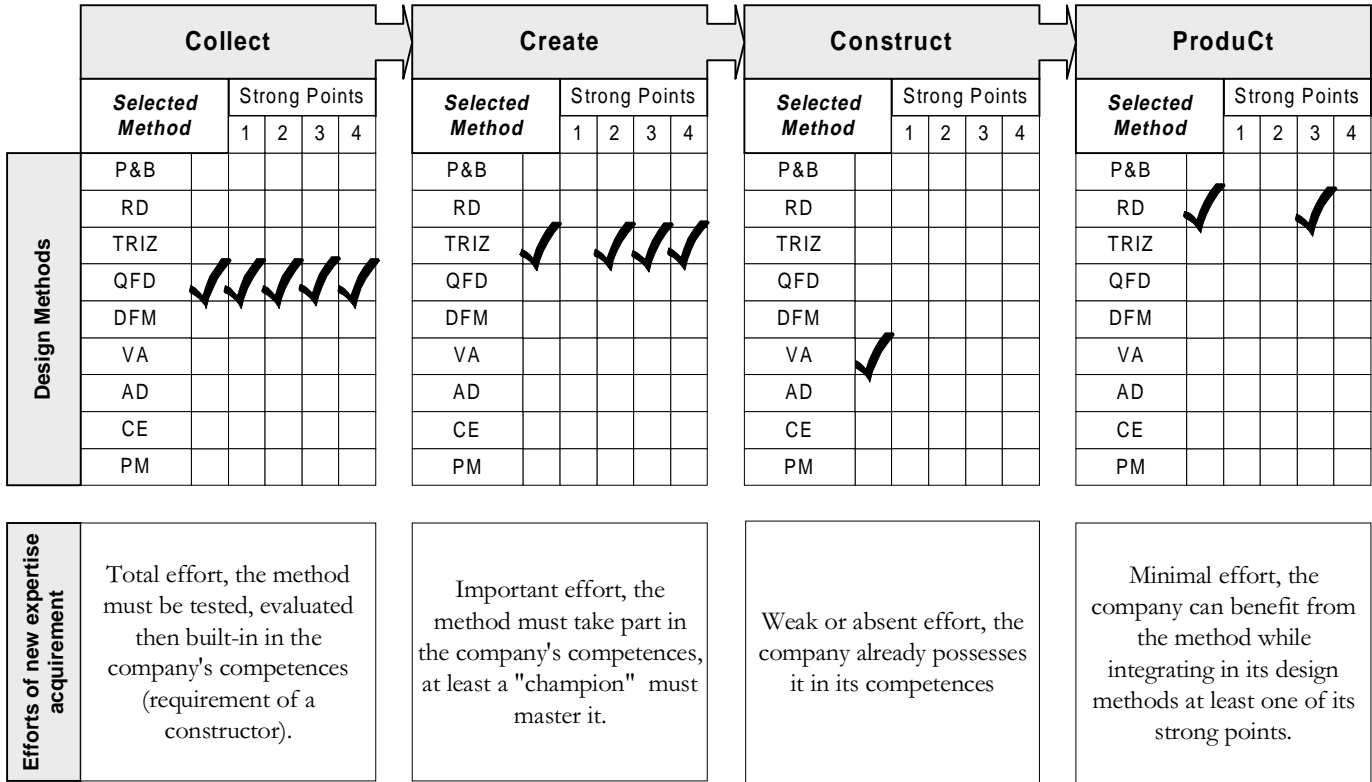 Collect
Create
Construct
ProduCt
Selected Method
Strong Points
1 2 3 4
Selected Method
Strong Points
1 2 3 4
Selected Method
Strong Points
1 2 3 4
Selected Method
Strong Points
1 2 3 4
Design Methods
P&B
RD
TRIZ
QFD
DFM
VA
AD
CE
PM
P&B
RD
TRIZ
QFD
DFM
VA
AD
CE
PM
P&B
RD
TRIZ
QFD
DFM
VA
AD
CE
PM
P&B
RD
TRIZ
QFD
DFM
VA
AD
CE
PM
Efforts of new expertise
acquirement
Total effort, the method
must be tested, evaluated
then built-in in the
company's competences
(requirement of a
constructor).
Important effort, the
method must take part in
the company's competences,
at least a "champion" must
master it.
Weak or absent effort, the
company already possesses
it in its competences
Minimal effort, the
company can benefit from
the method while
integrating in its design
methods at least one of its
strong points.